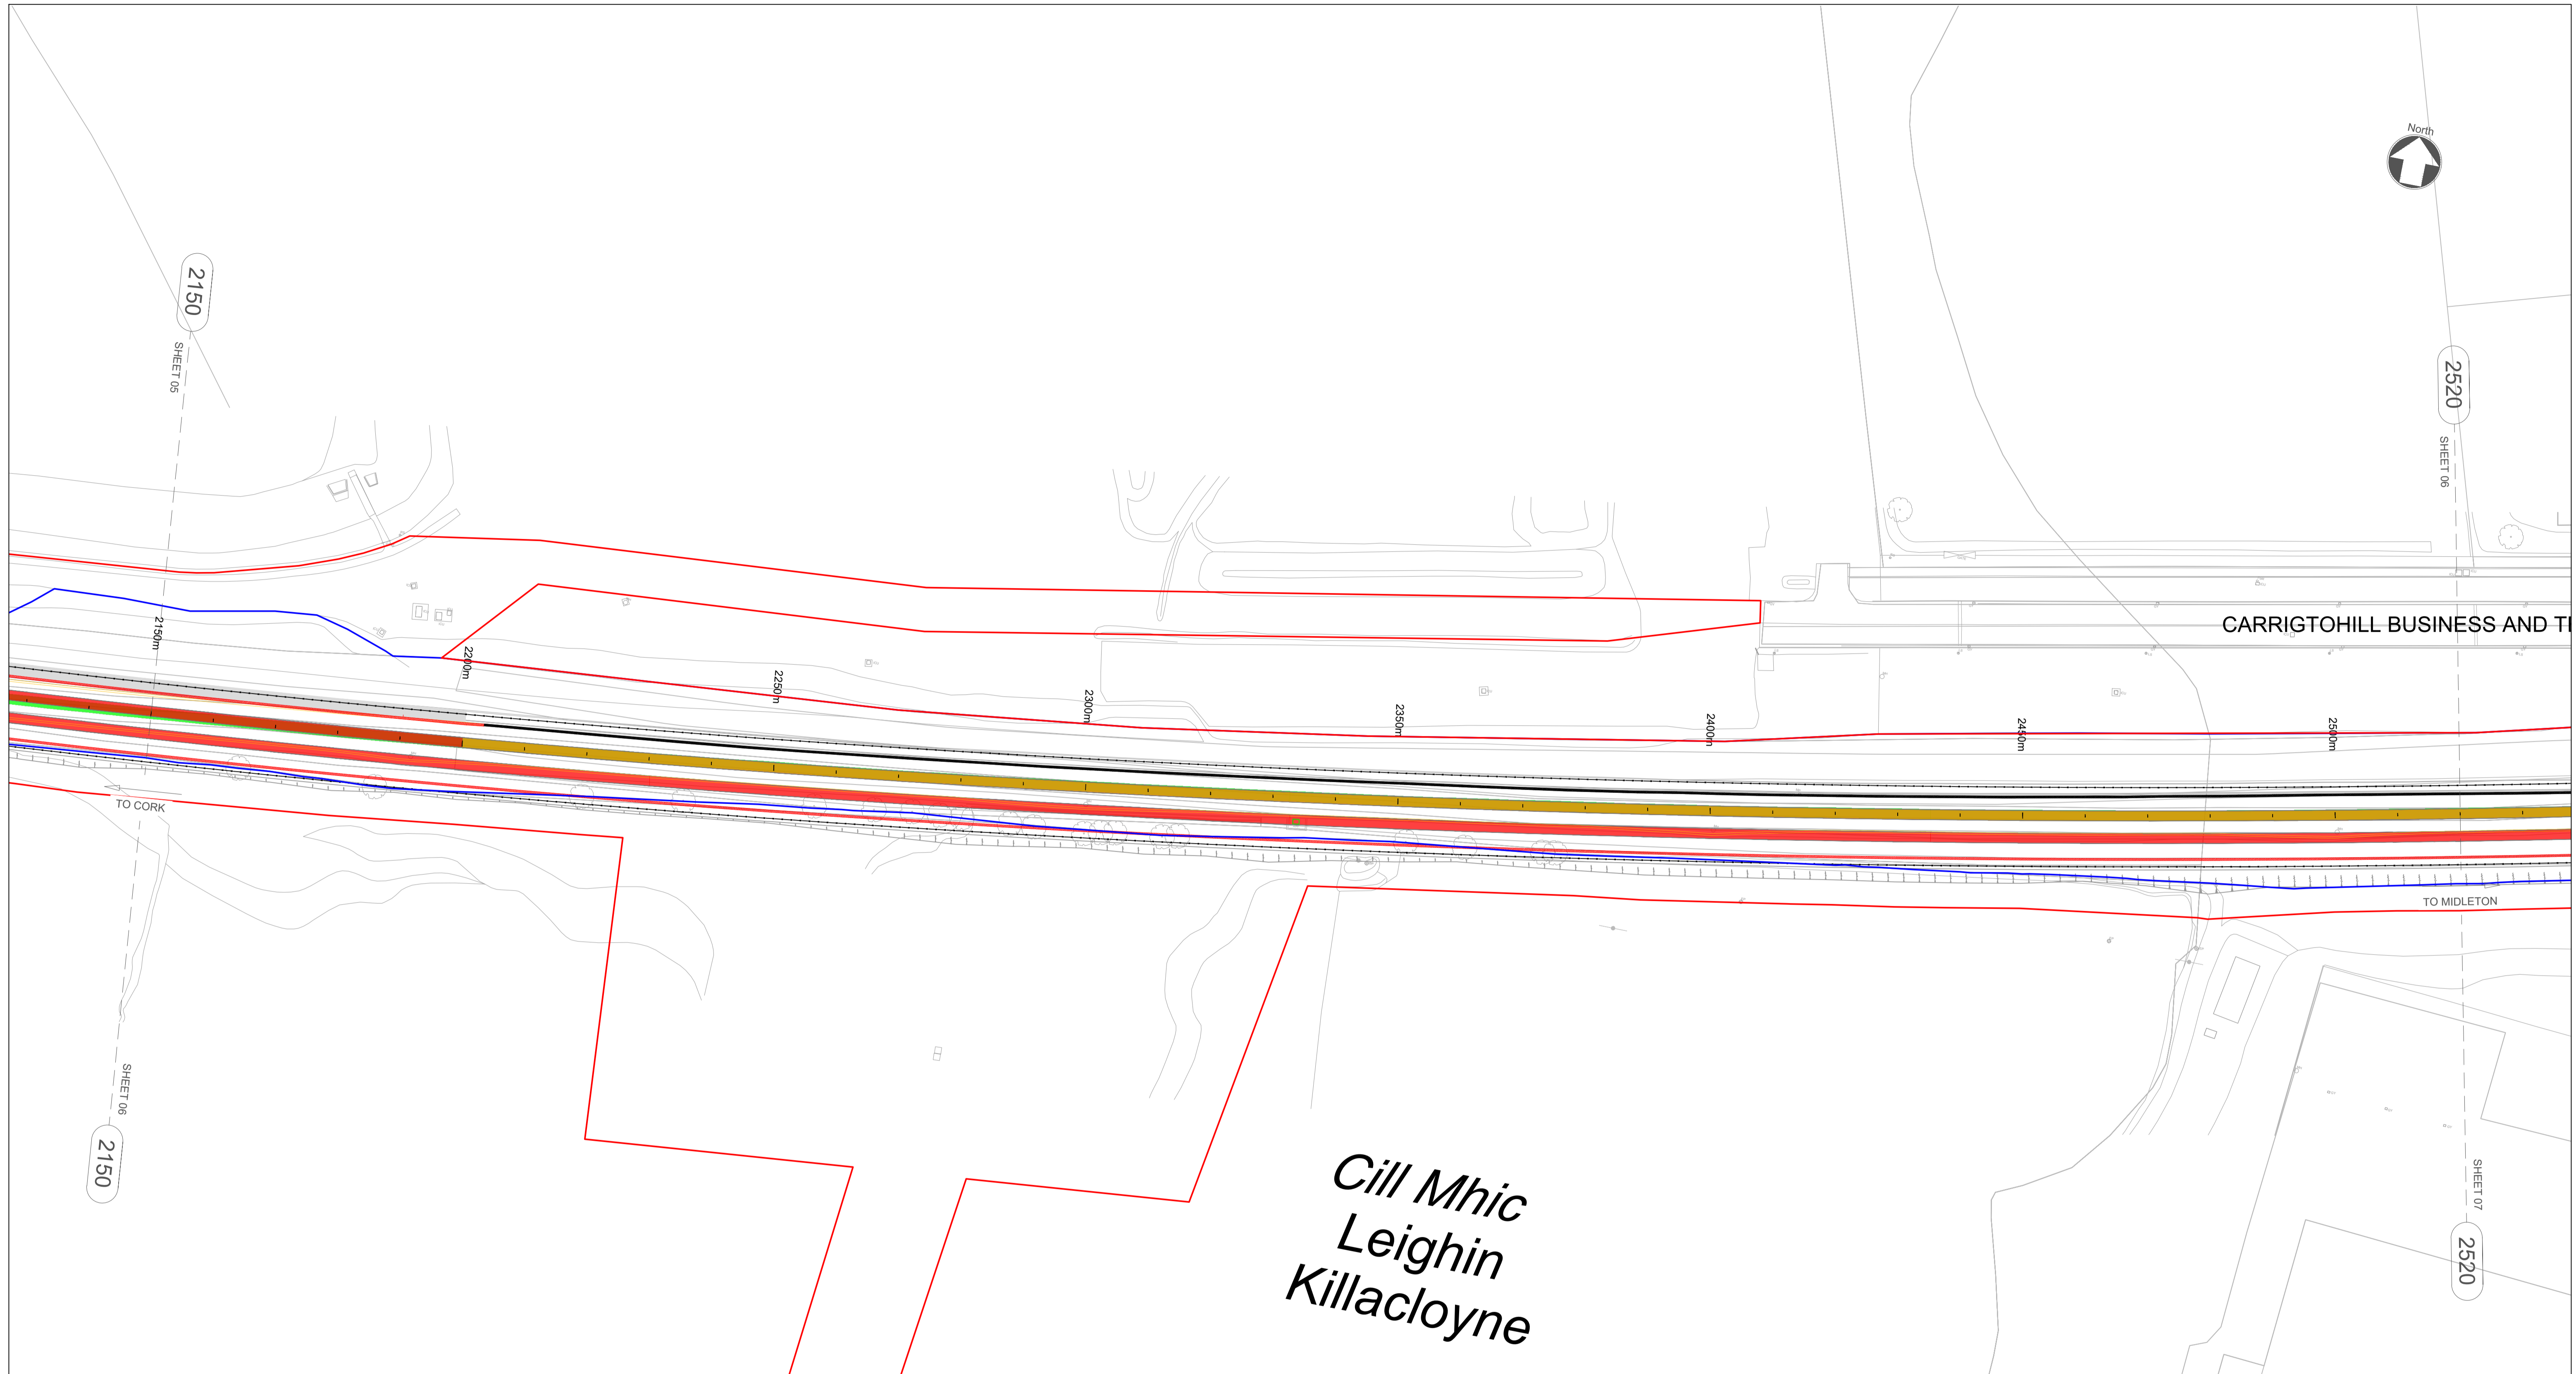 North
2150
SHEET 05
2520
SHEET 06
2150m
2200m
2250m
2300m
2350m
2400m
2450m
2500m
CARRIGTOHILL BUSINESS AND
TO CORK
TO MIDLETON
SHEET 06
2150
SHEET 07
2520
Cill Mhic
Leighin
Killacloyne